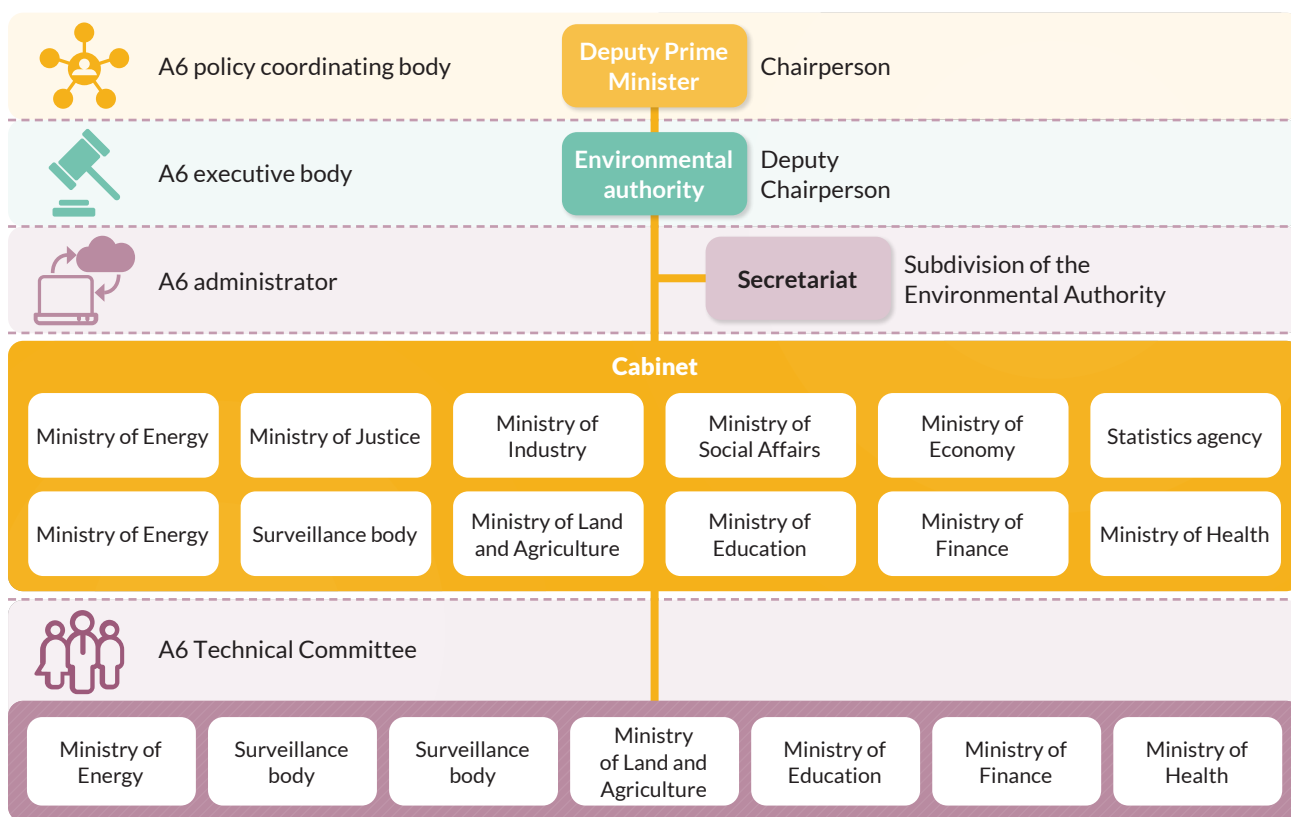 A6 policy coordinating body
Deputy Prime
Minister
Chairperson
A6 executive body
Environmental
authority
Deputy
Chairperson
A6 administrator
Secretariat
Subdivision of the
Environmental Authority
Cabinet
Ministry of Energy
Ministry of Justice
Ministry of
Industry
Ministry of
Social Affairs
Ministry of
Economy
Statistics agency
Ministry of Energy
Surveillance body
Ministry of Land
and Agriculture
Ministry of
Education
Ministry of
Finance
Ministry of Health
A6 Technical Committee
Ministry of
Energy
Surveillance
body
Surveillance
body
Ministry
of Land and
Agriculture
Ministry of
Education
Ministry of
Finance
Ministry of
Health